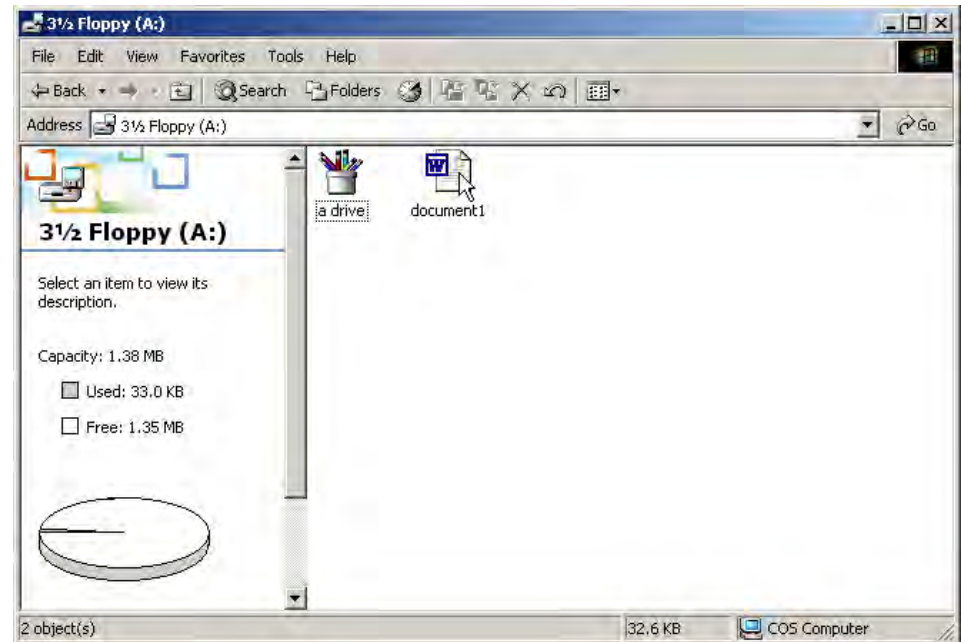 3½ Floppy (A:)
File Edit View Favorites Tools Help
Back Search Folders
Address 3½ Floppy (A:) Go
a drive document1
3½ Floppy (A:)
Select an item to view its
description.
Capacity: 1.38 MB
Used: 33.0 KB
Free: 1.35 MB
2 object(s) 32.6 KB COS Computer